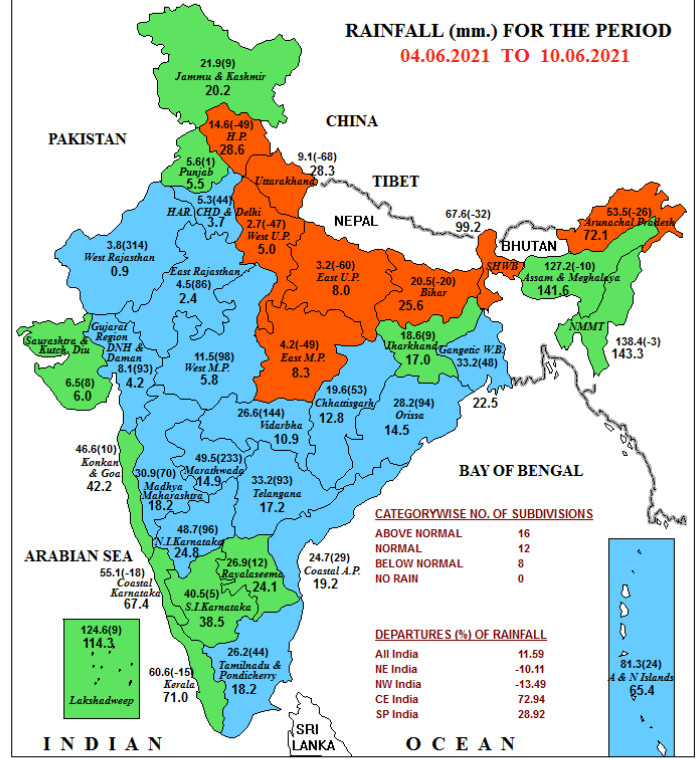 RAINFALL (mm.) FOR THE PERIOD
04.06.2021 TO 10.06.2021
21.9(9)
Jammu & Kashmir
20.2
CHINA
PAKISTAN
14.6(-49)
H.P.
28.6
5.6(1)
Punjab
5.5
9.1(-68)
28.3
Uttarakhand
TIBET
5.3(44)
HAR. CHD & Delhi
3.7
NEPAL
2.7(-47)
West U.P.
5.0
67.6(-32)
99.2
BHUTAN
53.5(-26)
Arunachal Pradesh
72.1
3.8(314)
West Rajasthan
0.9
East Rajasthan
4.5(86)
2.4
3.2(-60)
East U.P.
8.0
20.5(-20)
Bihar
25.6
SHWB
127.2(-10)
Assam & Meghalaya
141.6
NMMT
138.4(-3)
143.3
Saurashtra &
Kutch, Diu
6.5(8)
6.0
Gujarat
Region
DNH &
Daman
8.1(93)
4.2
11.5(98)
West M.P.
5.8
4.2(-49)
East M.P.
8.3
18.6(9)
Jharkhand
17.0
Gangetic W.B.
33.2(48)
22.5
19.6(53)
Chhattisgarh
12.8
28.2(94)
Orissa
14.5
26.6(144)
Vidarbha
10.9
46.6(10)
Konkan
& Goa
42.2
30.9(70)
Madhya
Maharashtra
18.2
49.5(233)
Marathwada
14.9
33.2(93)
Telangana
17.2
BAY OF BENGAL
48.7(96)
N.I.Karnataka
24.8
ARABIAN SEA
55.1(-18)
Coastal
Karnataka
67.4
26.9(12)
Rayalaseema
24.1
24.7(29)
Coastal A.P.
19.2
40.5(5)
S.I.Karnataka
38.5
CATEGORYWISE NO. OF SUBDIVISIONS
ABOVE NORMAL 16
NORMAL 12
BELOW NORMAL 8
NO RAIN 0
124.6(9)
114.3
Lakshadweep
60.6(-15)
Kerala
71.0
26.2(44)
Tamilnadu &
Pondicherry
18.2
DEPARTURES (%) OF RAINFALL
All India 11.59
NE India -10.11
NW India -13.49
CE India 72.94
SP India 28.92
81.3(24)
A & N Islands
65.4
SRI
LANKA
INDIAN OCEAN